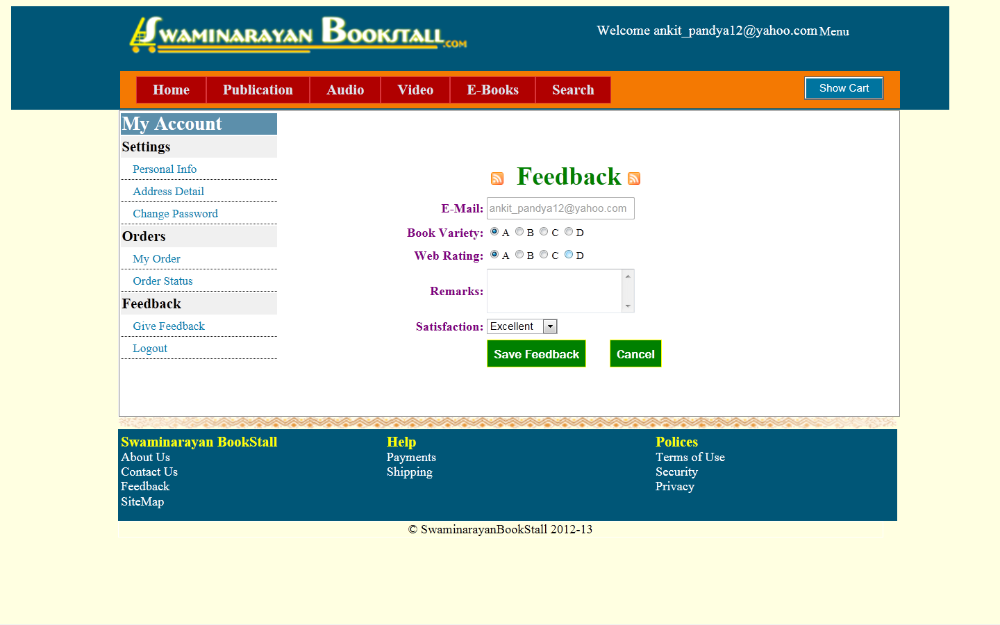 SWAMINARAYAN BOOKSTALL.COM
Welcome ankit_pandya12@yahoo.com Menu
Home Publication Audio Video E-Books Search
Show Cart
My Account
Settings
Personal Info
Address Detail
Change Password
Orders
My Order
Order Status
Feedback
Give Feedback
Logout
Feedback
E-Mail: ankit_pandya12@yahoo.com
Book Variety: A B C D
Web Rating: A B C D
Remarks:
Satisfaction: Excellent
Save Feedback Cancel
Swaminarayan BookStall
About Us
Contact Us
Feedback
SiteMap
Help
Payments
Shipping
Polices
Terms of Use
Security
Privacy
© SwaminarayanBookStall 2012-13